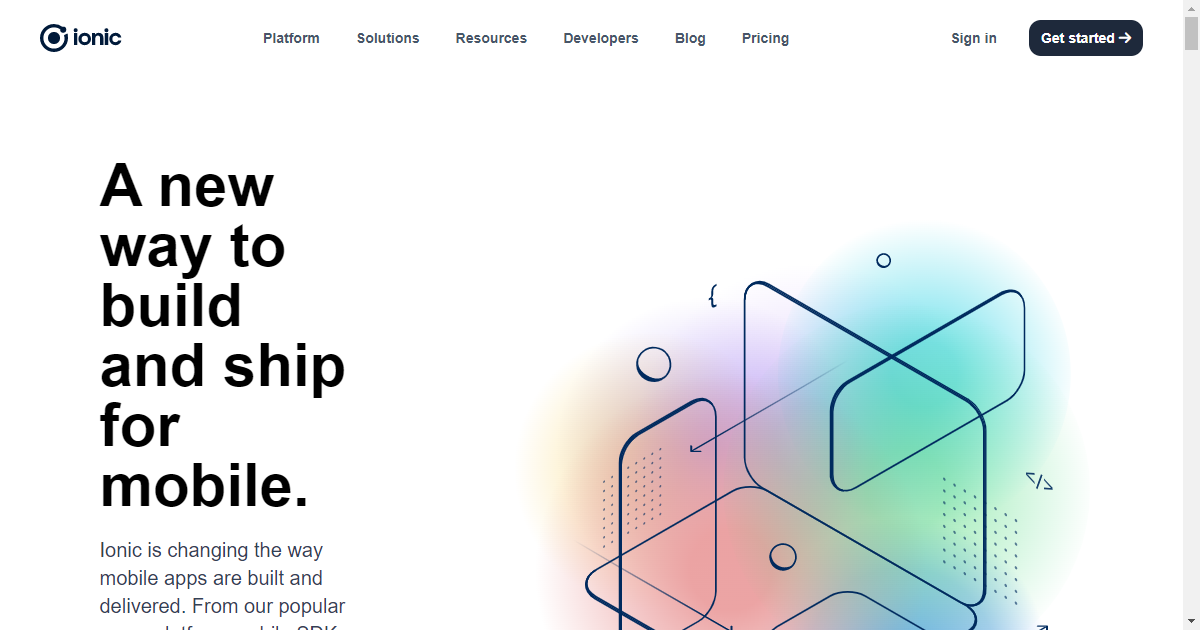 ionic
Platform
Solutions
Resources
Developers
Blog
Pricing
Sign in
Get started →
A new
way to
build
and ship
for
mobile.
{
</>
Ionic is changing the way
mobile apps are built and
delivered. From our popular